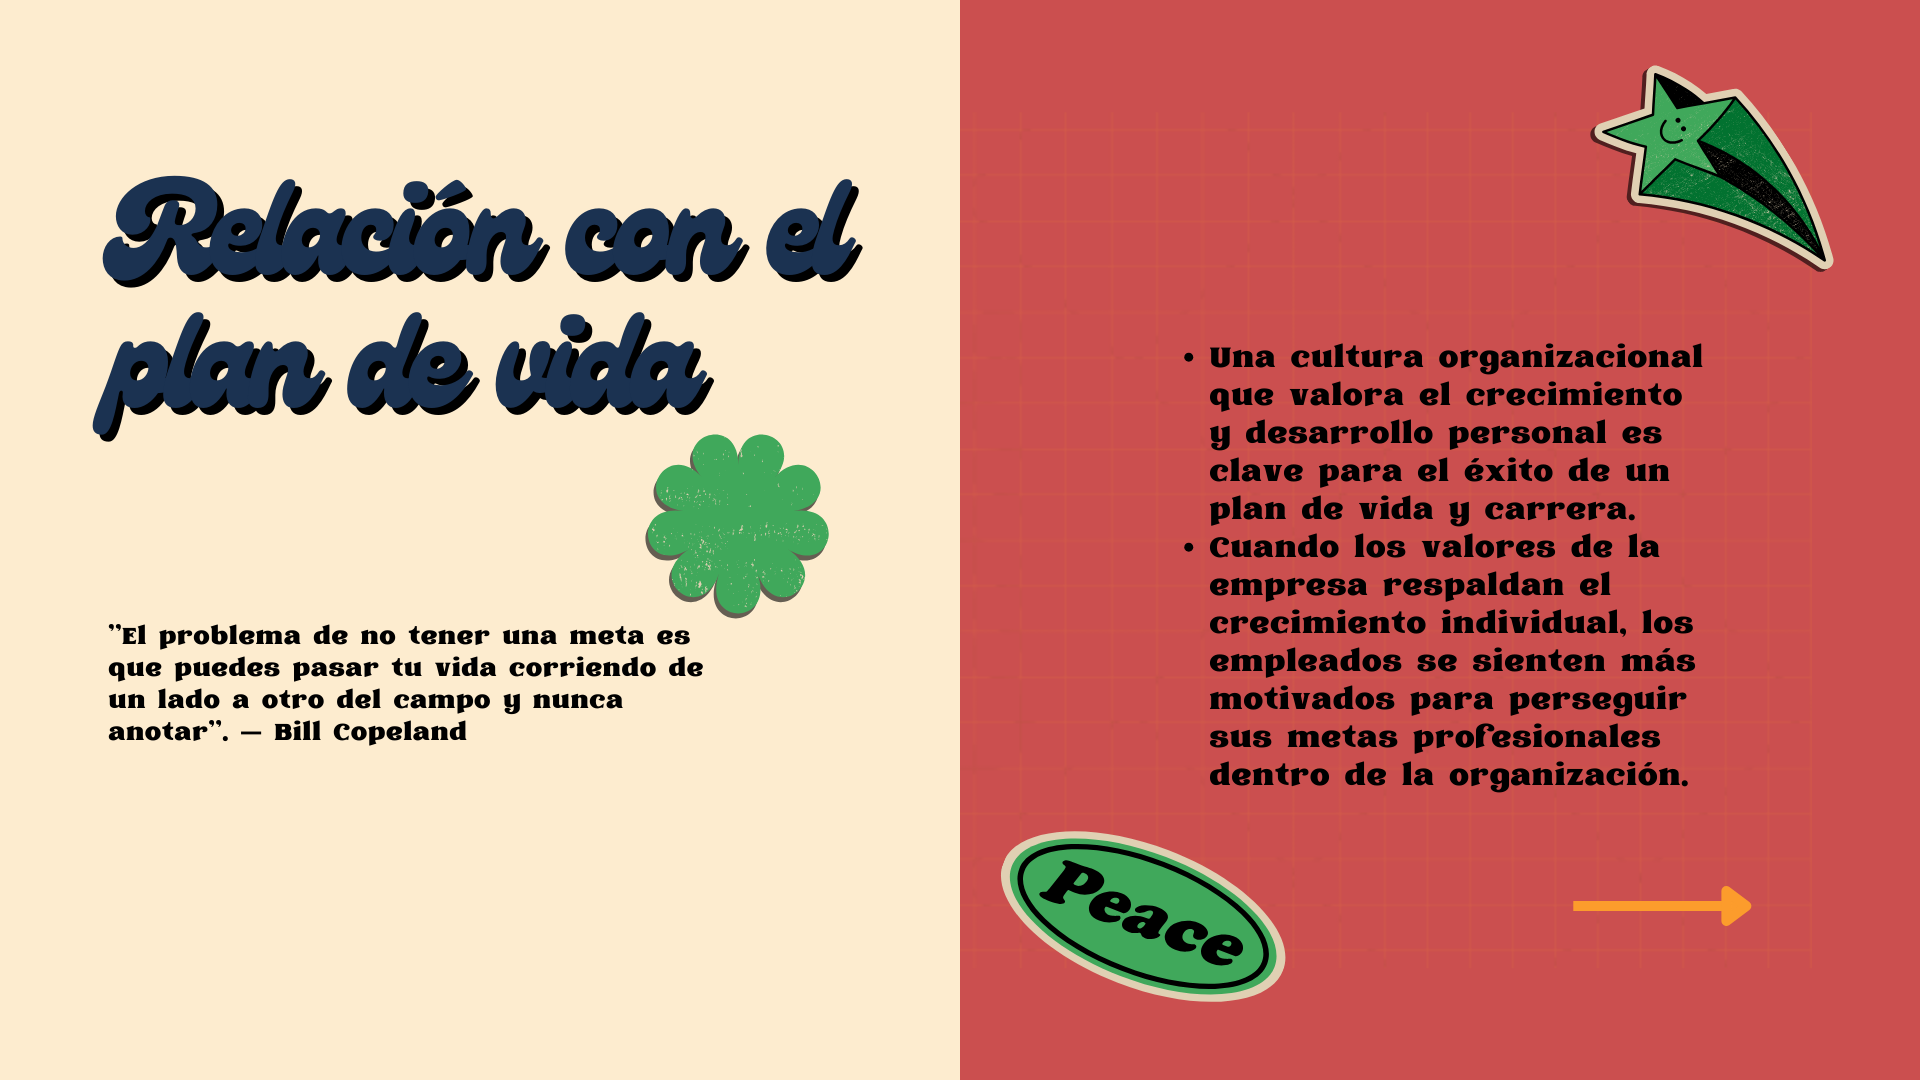 Relación con el
plan de vida
"El problema de no tener una meta es
que puedes pasar tu vida corriendo de
un lado a otro del campo y nunca
anotar". — Bill Copeland
• Una cultura organizacional
que valora el crecimiento
y desarrollo personal es
clave para el éxito de un
plan de vida y carrera.
• Cuando los valores de la
empresa respaldan el
crecimiento individual, los
empleados se sienten más
motivados para perseguir
sus metas profesionales
dentro de la organización.
Peace